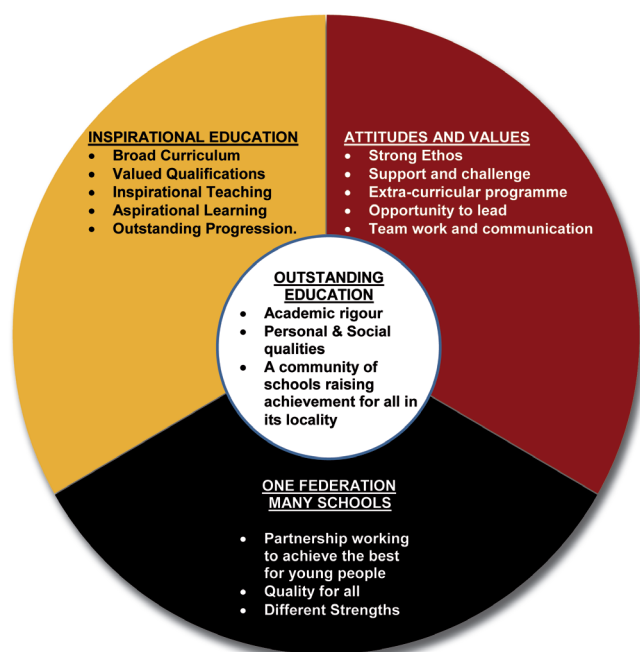 INSPIRATIONAL EDUCATION
• Broad Curriculum
• Valued Qualifications
• Inspirational Teaching
• Aspirational Learning
• Outstanding Progression.
ATTITUDES AND VALUES
• Strong Ethos
• Support and challenge
• Extra-curricular programme
• Opportunity to lead
• Team work and communication
OUTSTANDING
EDUCATION
• Academic rigour
• Personal & Social
qualities
• A community of
schools raising
achievement for all in
its locality
ONE FEDERATION
MANY SCHOOLS
• Partnership working
to achieve the best
for young people
• Quality for all
• Different Strengths